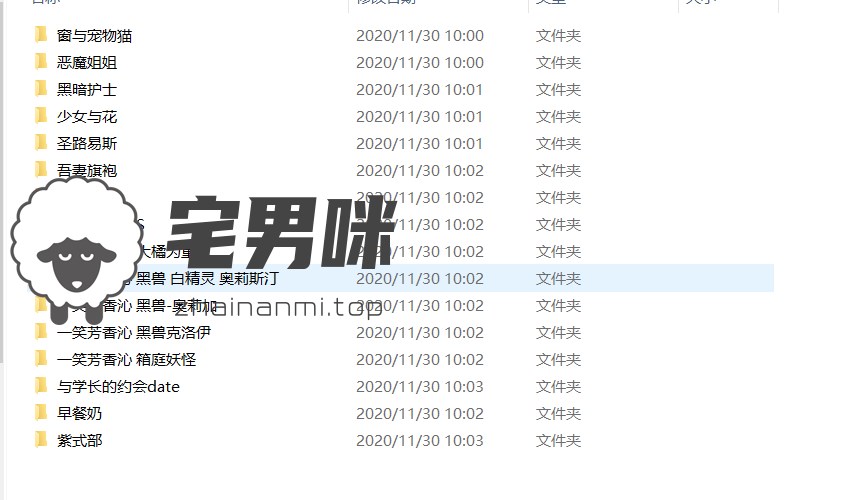 窗与宠物猫 2020/11/30 10:00 文件夹
恶魔姐姐 2020/11/30 10:00 文件夹
黑暗护士 2020/11/30 10:01 文件夹
少女与花 2020/11/30 10:01 文件夹
圣路易斯 2020/11/30 10:01 文件夹
吾妻旗袍 2020/11/30 10:02 文件夹
2020/11/30 10:02 文件夹
2020/11/30 10:02 文件夹
大橘为重 2020/11/30 10:02 文件夹
黑兽 白精灵 奥莉斯汀 2020/11/30 10:02 文件夹
一笑芳香沁 黑兽-奥莉加 2020/11/30 10:02 文件夹
一笑芳香沁 黑兽克洛伊 2020/11/30 10:02 文件夹
一笑芳香沁 箱庭妖怪 2020/11/30 10:02 文件夹
与学长的约会date 2020/11/30 10:03 文件夹
早餐奶 2020/11/30 10:02 文件夹
紫式部 2020/11/30 10:03 文件夹
宅男咪
zhainanmi.top